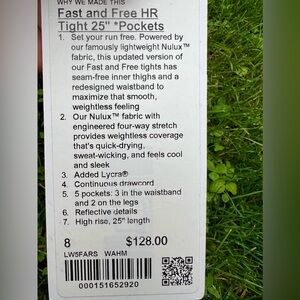 WHY WE MADE THIS
Fast and Free HR
Tight 25" *Pockets
1. Set your run free. Powered by
our famously lightweight Nulux™
fabric, this updated version of
our Fast and Free tights has
seam-free inner thighs and a
redesigned waistband to
maximize that smooth,
weightless feeling
2. Our Nulux™ fabric with
engineered four-way stretch
provides weightless coverage
that's quick-drying,
sweat-wicking, and feels cool
and sleek
3. Added Lycra®
4. Continuous drawcord
5. 5 pockets: 3 in the waistband
and 2 on the legs
6. Reflective details
7. High rise, 25" length
8 $128.00
LW5FARS WAHM
000151652920